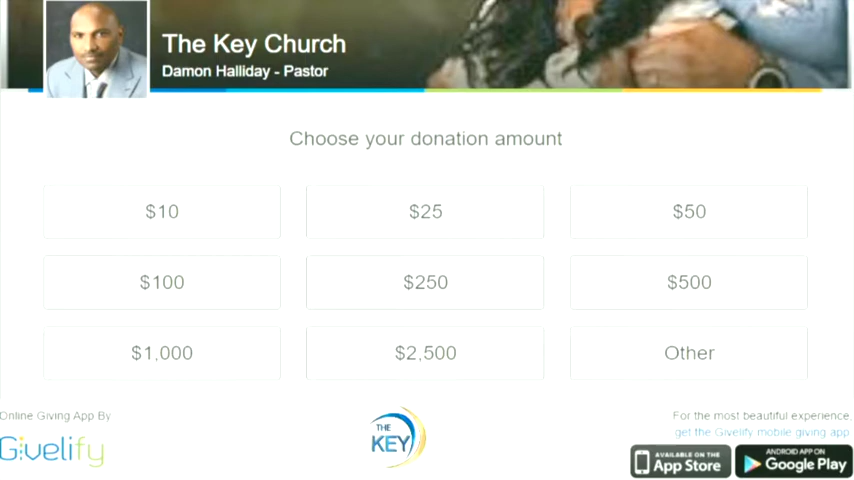 The Key Church
Damon Halliday - Pastor
Choose your donation amount
$10
$25
$50
$100
$250
$500
$1,000
$2,500
Other
Online Giving App By
Givelify
THE
KEY
For the most beautiful experience,
get the Givelify mobile giving app.
AVAILABLE ON THE
App Store
ANDROID APP ON
Google Play